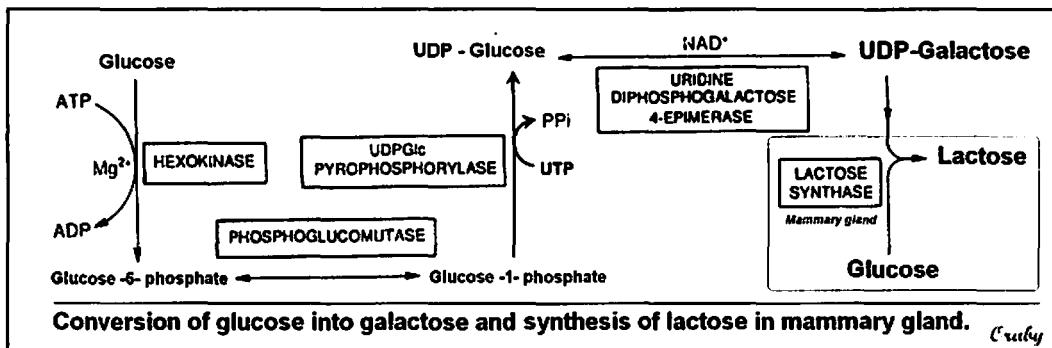 Glucose
ATP
Mg2+
HEXOKINASE
ADP
Glucose -6- phosphate
PHOSPHOGLUCOMUTASE
Glucose -1- phosphate
UDPGlc
PYROPHOSPHORYLASE
PPi
UTP
UDP - Glucose
NAD+
URIDINE
DIPHOSPHOGALACTOSE
4-EPIMERASE
UDP-Galactose
LACTOSE
SYNTHASE
Mammary gland
Lactose
Glucose
Conversion of glucose into galactose and synthesis of lactose in mammary gland.